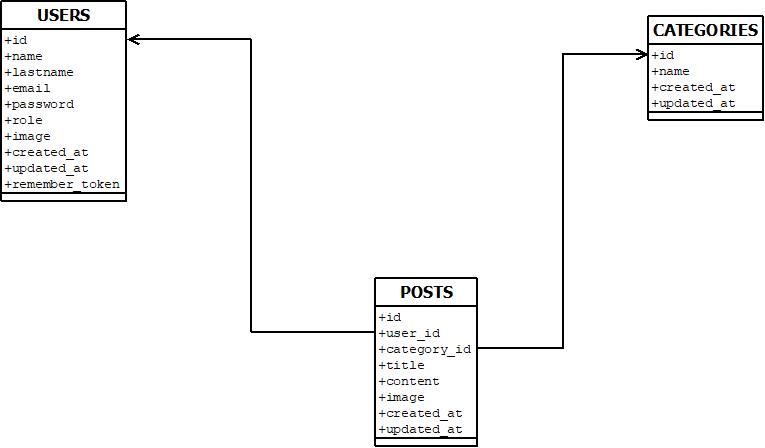 USERS
+id
+name
+lastname
+email
+password
+role
+image
+created_at
+updated_at
+remember_token
CATEGORIES
+id
+name
+created_at
+updated_at
POSTS
+id
+user_id
+category_id
+title
+content
+image
+created_at
+updated_at